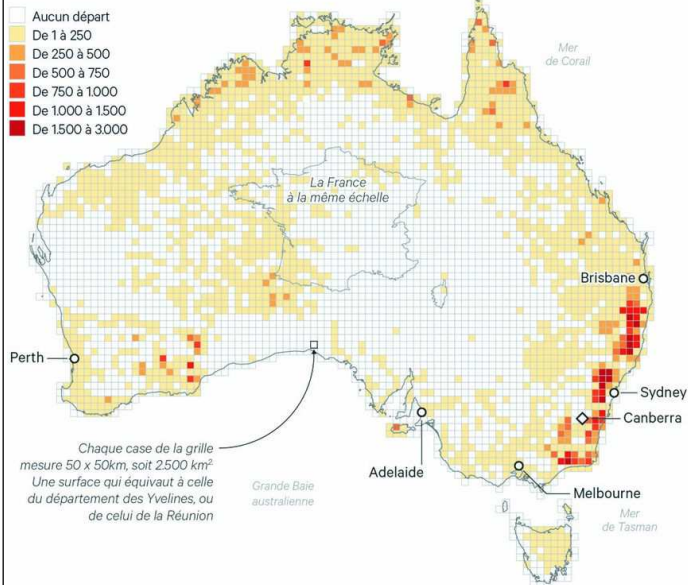 Aucun départ
De 1 à 250
De 250 à 500
De 500 à 750
De 750 à 1.000
De 1.000 à 1.500
De 1.500 à 3.000
Mer
de Corail
La France
à la même échelle
Brisbane
Perth
Sydney
Canberra
Chaque case de la grille
mesure 50 x 50km, soit 2.500 km²
Une surface qui équivaut à celle
du département des Yvelines, ou
de celui de la Réunion
Adelaide
Grande Baie
australienne
Melbourne
Mer
de Tasman